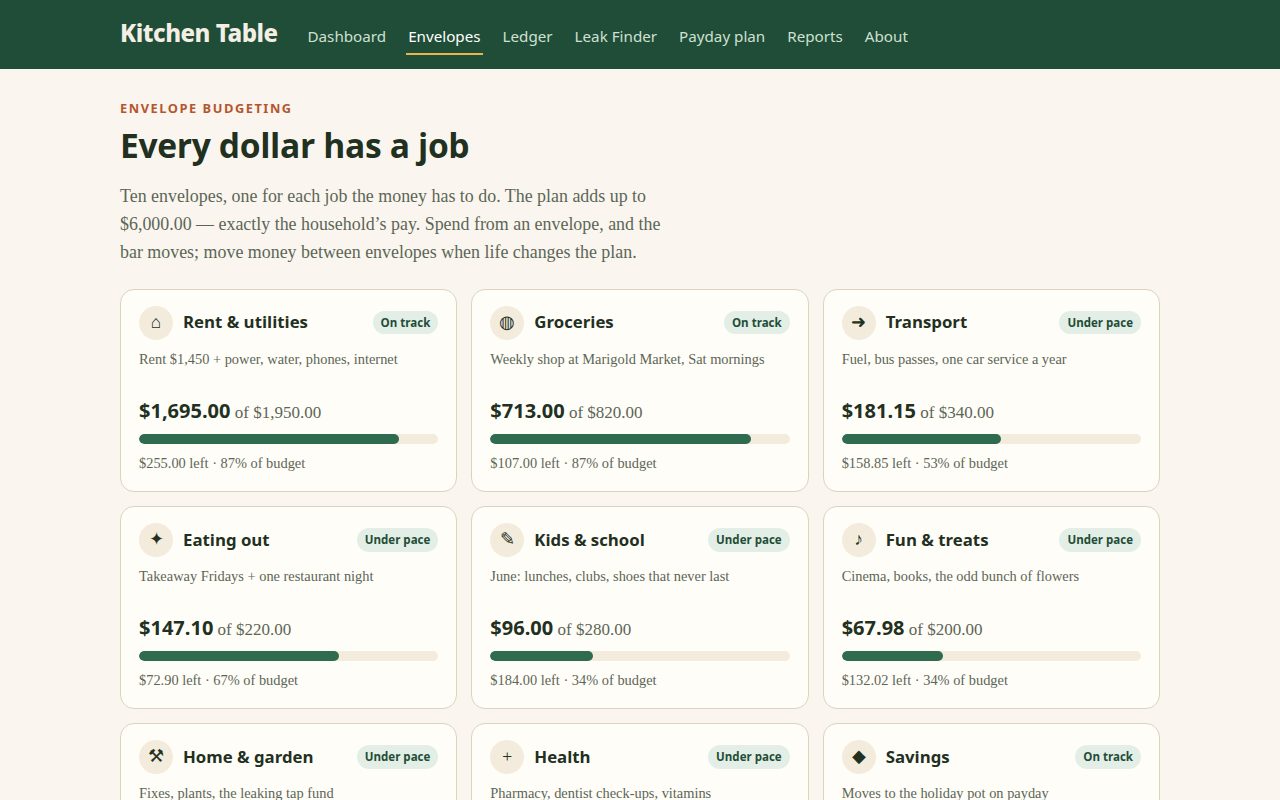 Kitchen Table
Dashboard Envelopes Ledger Leak Finder Payday plan Reports About
ENVELOPE BUDGETING
Every dollar has a job
Ten envelopes, one for each job the money has to do. The plan adds up to
$6,000.00 — exactly the household’s pay. Spend from an envelope, and the
bar moves; move money between envelopes when life changes the plan.
Rent & utilities
On track
Rent $1,450 + power, water, phones, internet
$1,695.00 of $1,950.00
$255.00 left · 87% of budget
Groceries
On track
Weekly shop at Marigold Market, Sat mornings
$713.00 of $820.00
$107.00 left · 87% of budget
Transport
Under pace
Fuel, bus passes, one car service a year
$181.15 of $340.00
$158.85 left · 53% of budget
Eating out
Under pace
Takeaway Fridays + one restaurant night
$147.10 of $220.00
$72.90 left · 67% of budget
Kids & school
Under pace
June: lunches, clubs, shoes that never last
$96.00 of $280.00
$184.00 left · 34% of budget
Fun & treats
Under pace
Cinema, books, the odd bunch of flowers
$67.98 of $200.00
$132.02 left · 34% of budget
Home & garden
Under pace
Fixes, plants, the leaking tap fund
Health
Under pace
Pharmacy, dentist check-ups, vitamins
Savings
On track
Moves to the holiday pot on payday